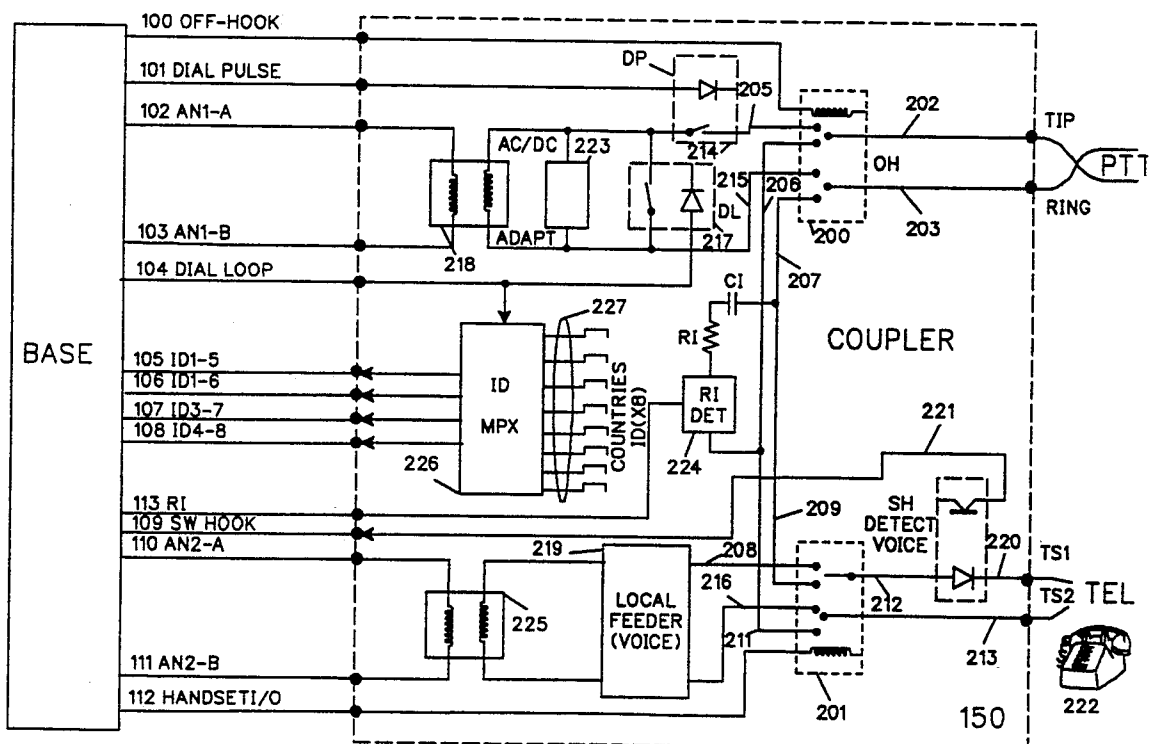 100 OFF-HOOK
101 DIAL PULSE
102 AN1-A
103 AN1-B
104 DIAL LOOP
BASE
105 ID1-5
106 ID1-6
107 ID3-7
108 ID4-8
113 RI
109 SW HOOK
110 AN2-A
111 AN2-B
112 HANDSETI/O
DP
205
202
TIP
AC/DC
223
214
OH
PTT
215
206
DL
RING
218
ADAPT
217
200
203
207
CI
227
COUPLER
RI
ID
MPX
COUNTRIES
ID(X8)
RI
DET
221
226
224
209
SH
DETECT
VOICE
219
208
220
TS1
216
212
TS2
TEL
225
LOCAL
FEEDER
(VOICE)
211
213
201
150
222